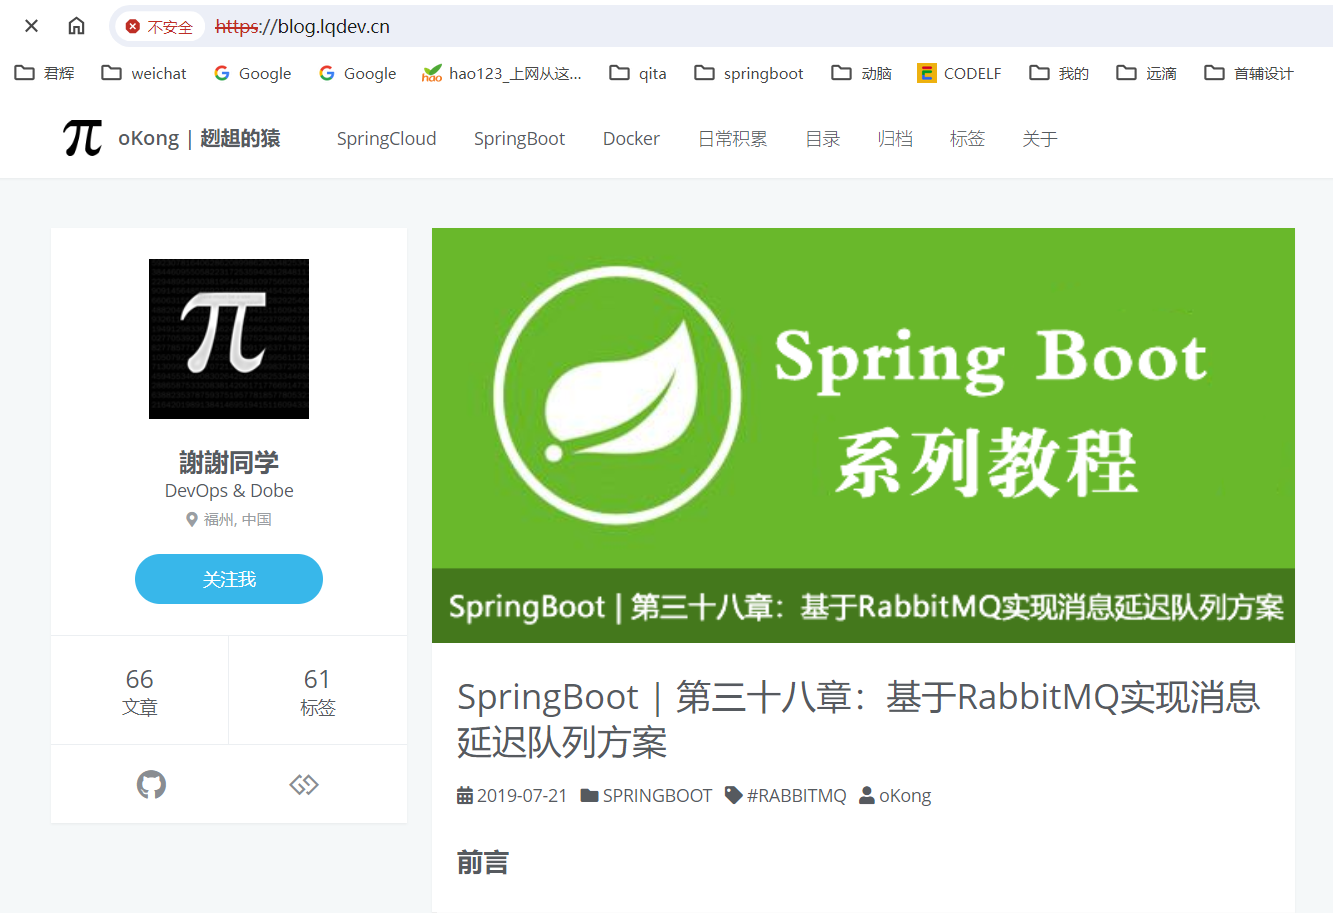 不安全 https://blog.lqdev.cn
君辉 weichat Google Google hao123_上网从这... qita springboot 动脑 CODELF 我的 远滴 首辅设计
π oKong | 趔趄的猿 SpringCloud SpringBoot Docker 日常积累 目录 归档 标签 关于
π
謝謝同学
DevOps & Dobe
福州, 中国
关注我
66
文章
61
标签
Spring Boot
系列教程
SpringBoot | 第三十八章：基于RabbitMQ实现消息延迟队列方案
SpringBoot | 第三十八章：基于RabbitMQ实现消息
延迟队列方案
2019-07-21 SPRINGBOOT #RABBITMQ oKong
前言